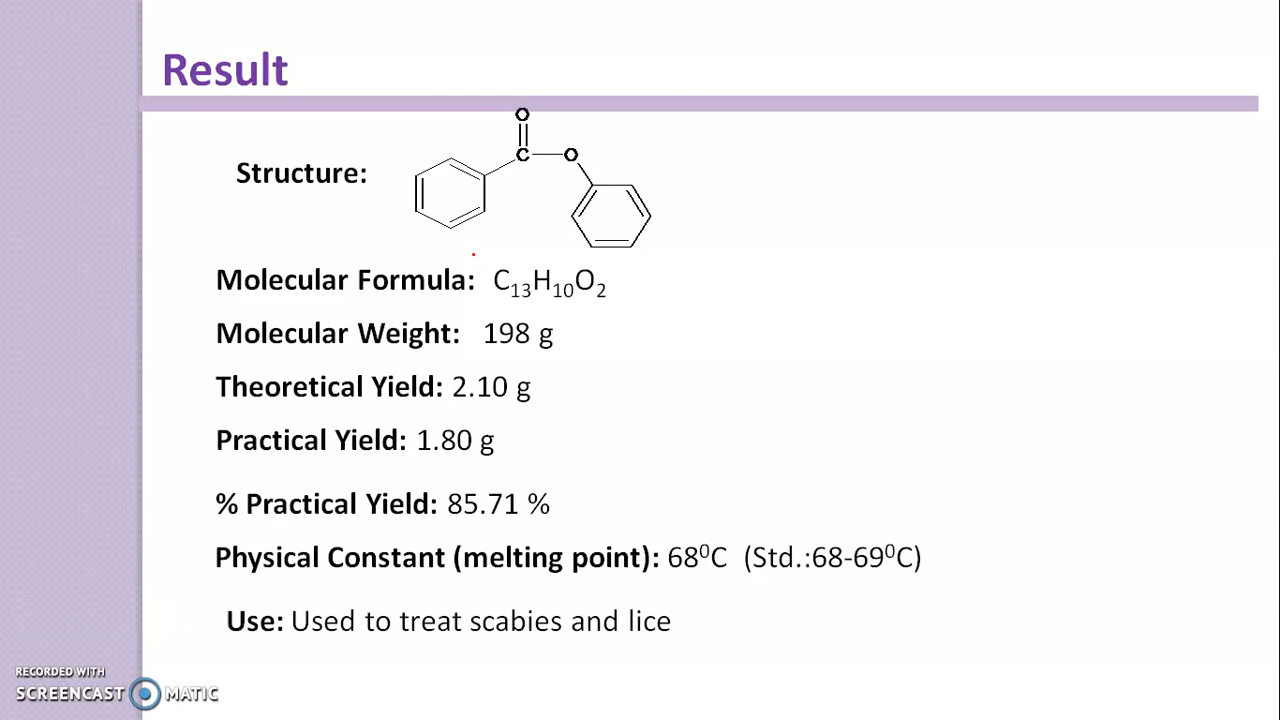 Result
O
C O
Structure:
Molecular Formula: C₁₃H₁₀O₂
Molecular Weight: 198 g
Theoretical Yield: 2.10 g
Practical Yield: 1.80 g
% Practical Yield: 85.71 %
Physical Constant (melting point): 68⁰C (Std.:68-69⁰C)
Use: Used to treat scabies and lice
RECORDED WITH
SCREENCAST MATIC